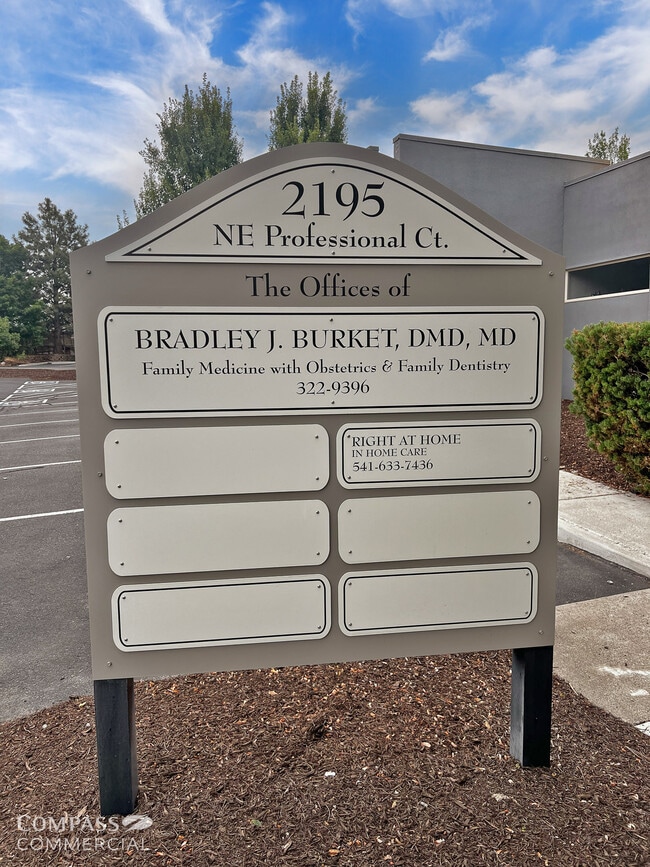 2195
NE Professional Ct.
The Offices of
BRADLEY J. BURKET, DMD, MD
Family Medicine with Obstetrics & Family Dentistry
322-9396
RIGHT AT HOME
IN HOME CARE
541-633-7436
COMPASS
COMMERCIAL